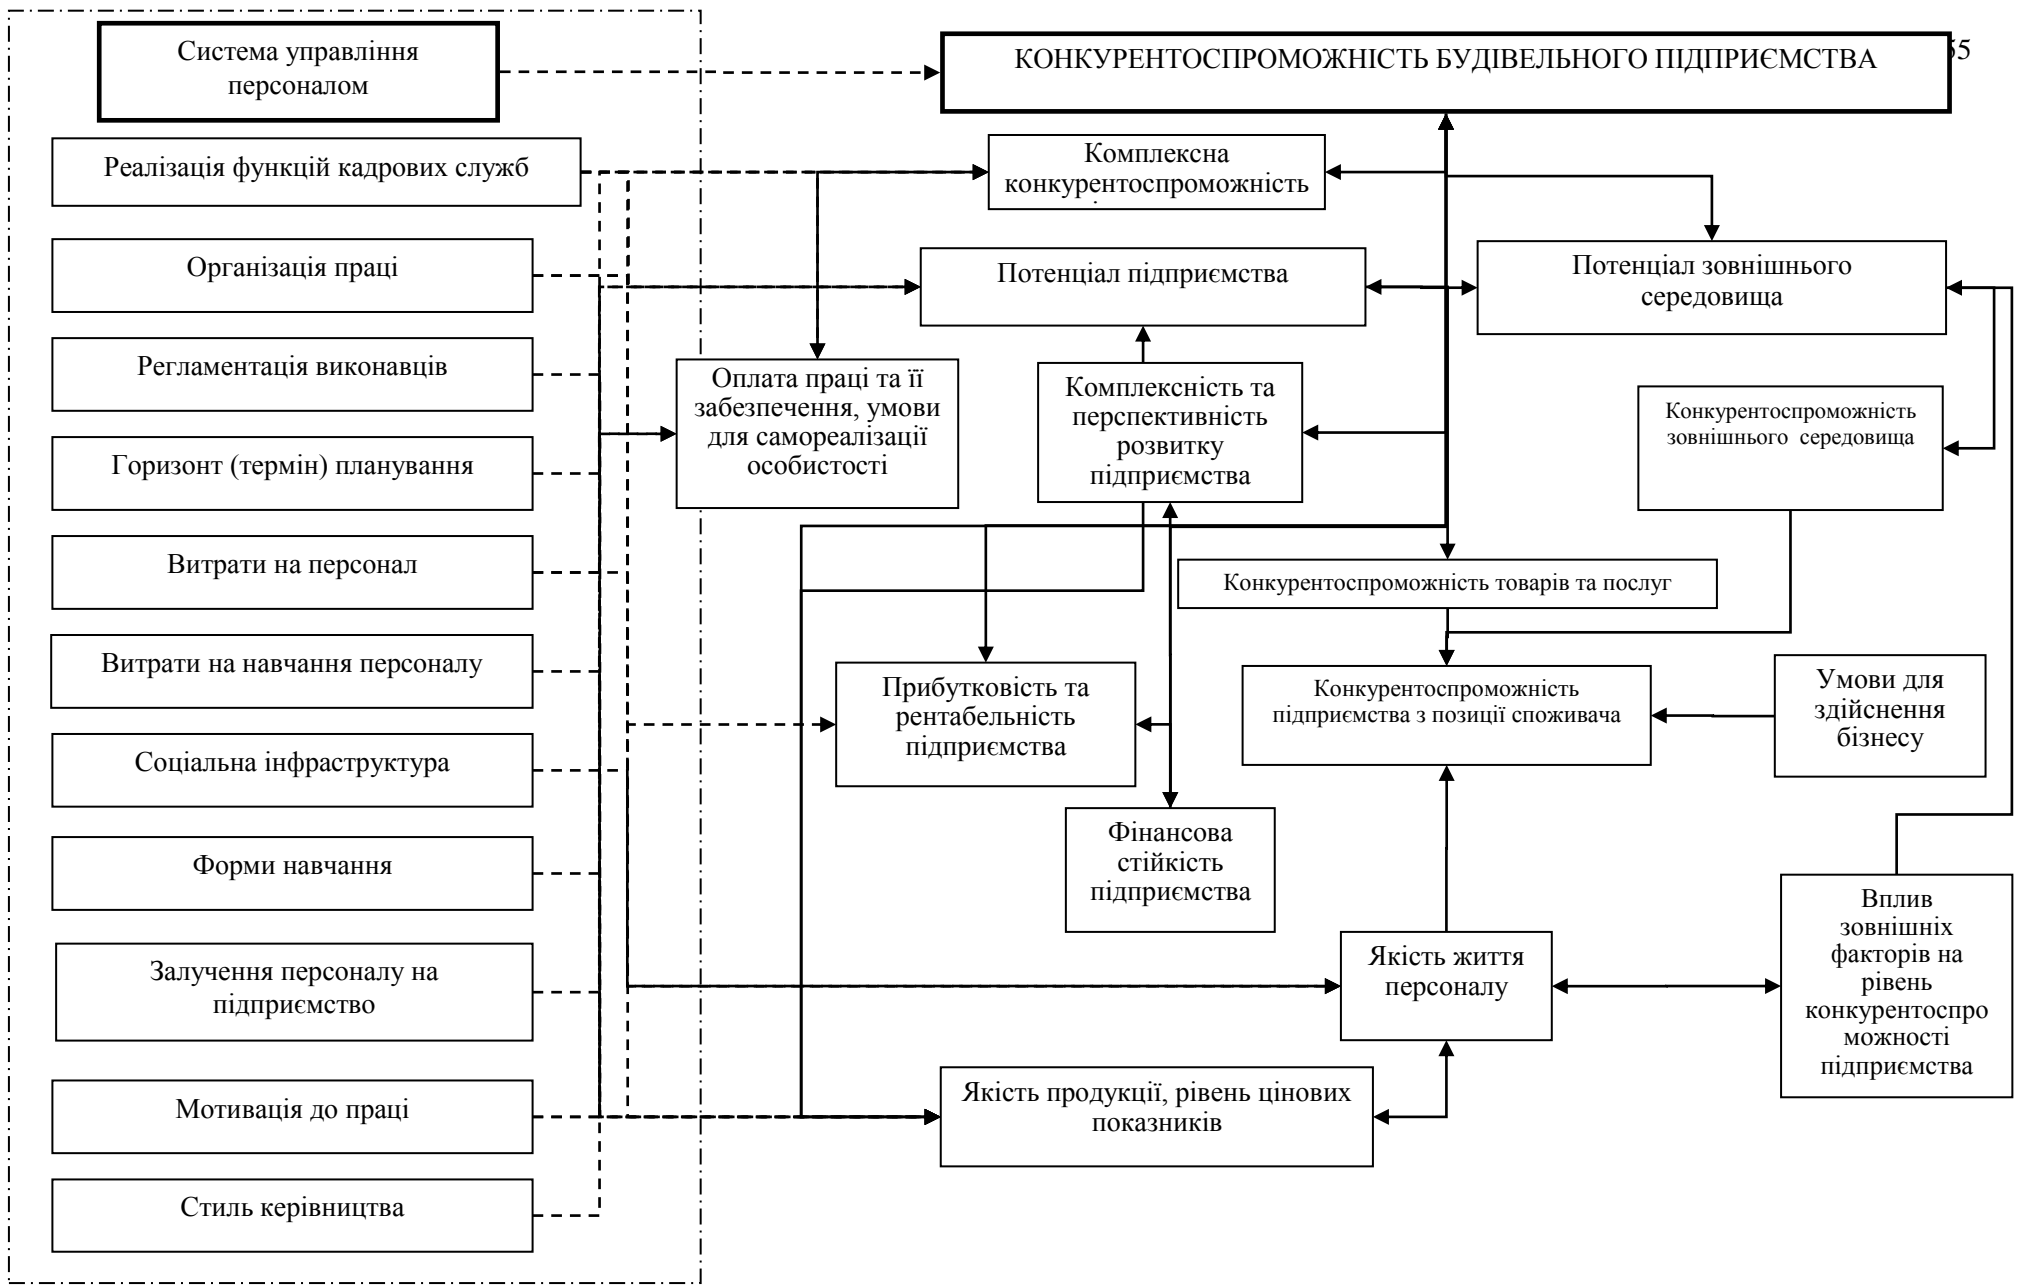 Система управління
персоналом
КОНКУРЕНТОСПРОМОЖНІСТЬ БУДІВЕЛЬНОГО ПІДПРИЄМСТВА
55
Реалізація функцій кадрових служб
Комплексна
конкурентоспроможність
Організація праці
Потенціал підприємства
Потенціал зовнішнього
середовища
Регламентація виконавців
Оплата праці та її
забезпечення, умови
для самореалізації
особистості
Комплексність та
перспективність
розвитку
підприємства
Конкурентоспроможність
зовнішнього середовища
Горизонт (термін) планування
Витрати на персонал
Конкурентоспроможність товарів та послуг
Витрати на навчання персоналу
Прибутковість та
рентабельність
підприємства
Конкурентоспроможність
підприємства з позиції споживача
Умови для
здійснення
бізнесу
Соціальна інфраструктура
Фінансова
стійкість
підприємства
Форми навчання
Вплив
зовнішніх
факторів на
рівень
конкурентоспро
можності
підприємства
Залучення персоналу на
підприємство
Якість життя
персоналу
Мотивація до праці
Якість продукції, рівень цінових
показників
Стиль керівництва